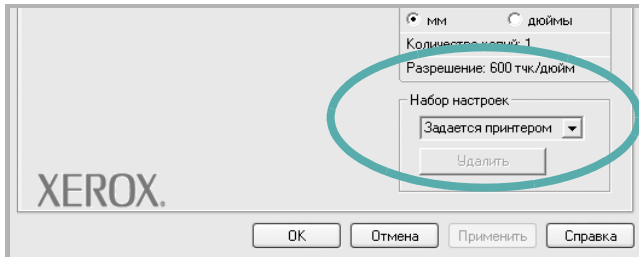 мм дюймы
Количество копий: 1
Разрешение: 600 тчк/дюйм
Набор настроек
Задается принтером
Удалить
XEROX.
OK Отмена Применить Справка